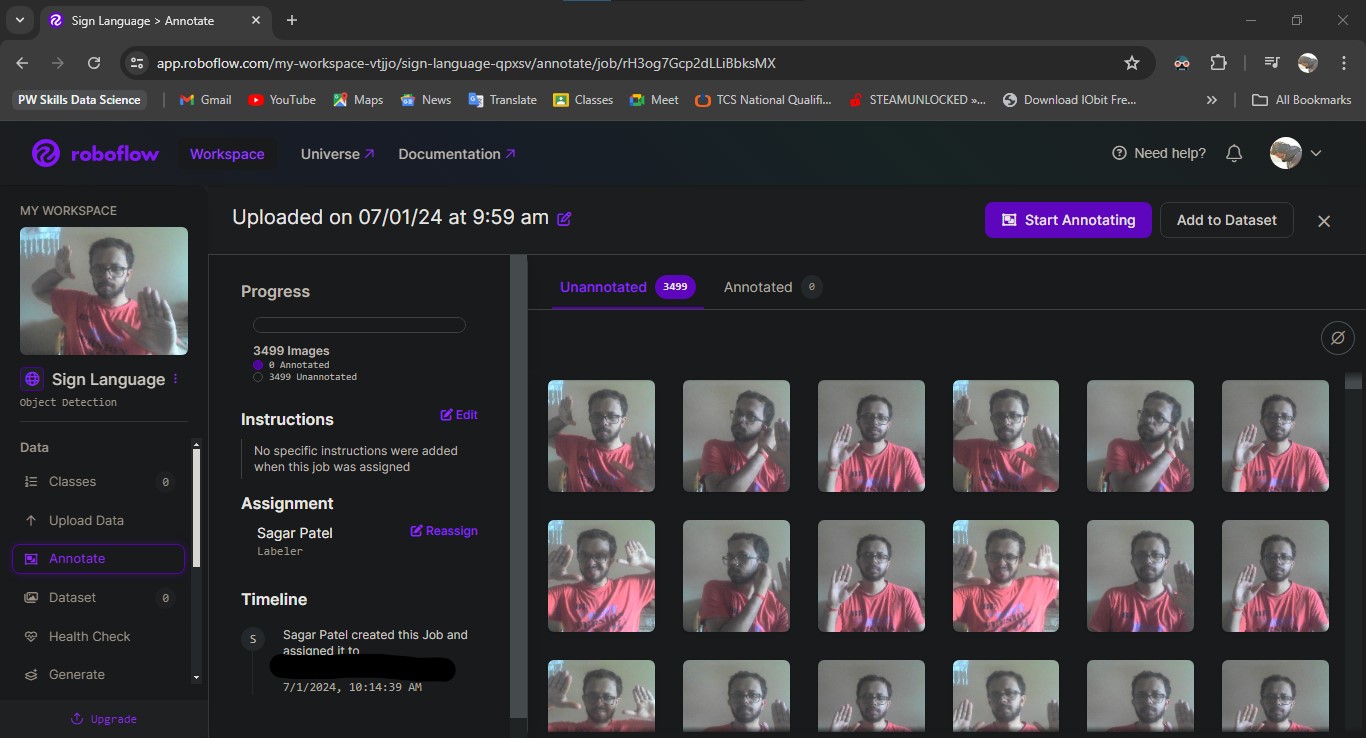 Sign Language > Annotate
app.roboflow.com/my-workspace-vtjjo/sign-language-qpxsv/annotate/job/rH3og7Gcp2dLLiBbksMX
PW Skills Data Science
Gmail
YouTube
Maps
News
Translate
Classes
Meet
TCS National Qualifi...
STEAMUNLOCKED »...
Download IObit Fre...
All Bookmarks
roboflow
Workspace
Universe
Documentation
Need help?
MY WORKSPACE
Sign Language
Object Detection
Data
Classes 0
Upload Data
Annotate
Dataset 0
Health Check
Generate
Upgrade
Uploaded on 07/01/24 at 9:59 am
Start Annotating
Add to Dataset
Progress
3499 Images
0 Annotated
3499 Unannotated
Instructions
Edit
No specific instructions were added
when this job was assigned
Assignment
Sagar Patel
Reassign
Labeler
Timeline
S
Sagar Patel created this Job and
assigned it to
7/1/2024, 10:14:39 AM
Unannotated 3499
Annotated 0